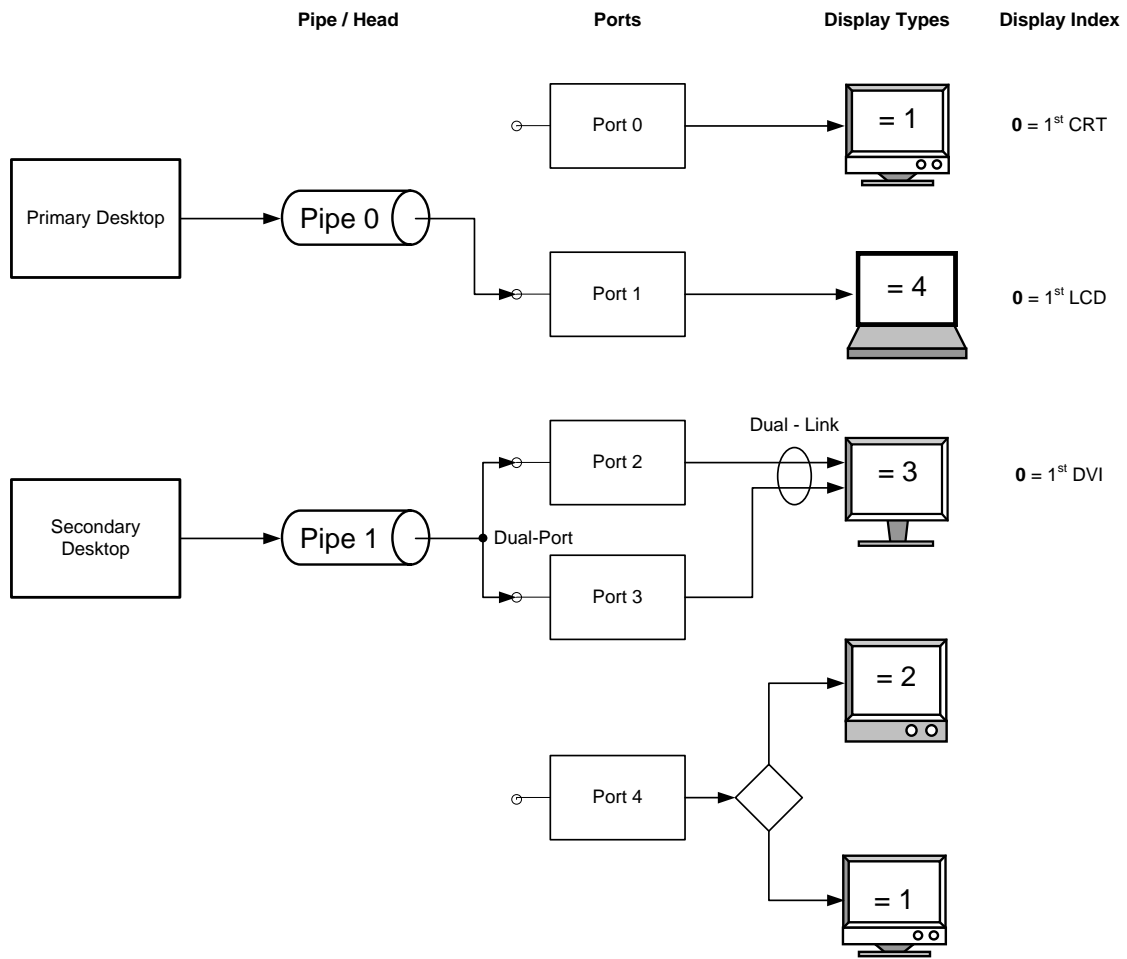 Pipe / Head
Ports
Display Types
Display Index
Port 0
= 1
0 = 1st CRT
Primary Desktop
Pipe 0
Port 1
= 4
0 = 1st LCD
Dual - Link
Port 2
= 3
0 = 1st DVI
Secondary
Desktop
Pipe 1
Dual-Port
Port 3
= 2
Port 4
= 1